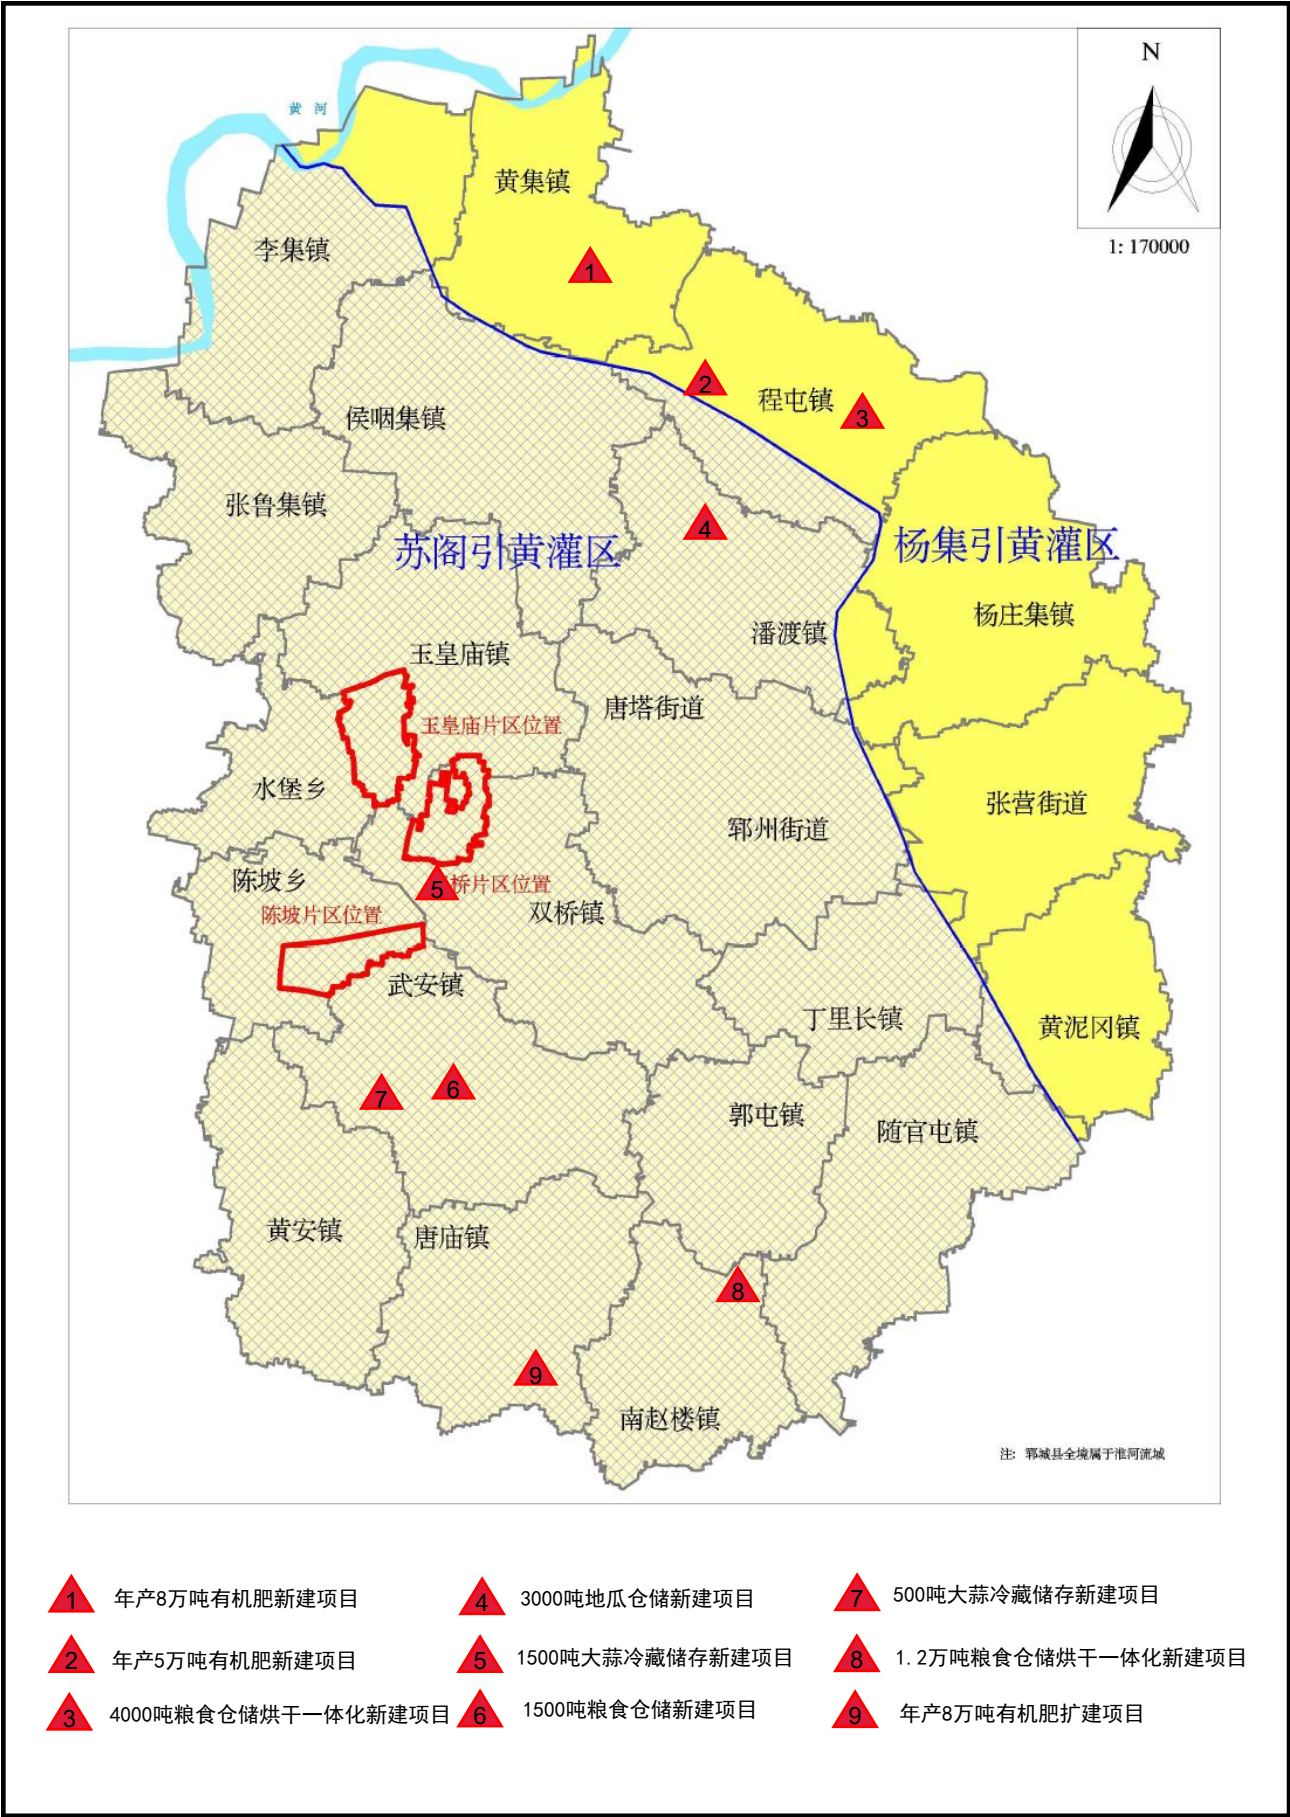 N
1: 170000
黄 河
黄集镇
李集镇
1
2
程屯镇
3
侯咽集镇
张鲁集镇
4
苏阁引黄灌区
杨集引黄灌区
杨庄集镇
潘渡镇
玉皇庙镇
唐塔街道
玉皇庙片区位置
水堡乡
张营街道
郓州街道
陈坡乡
5
桥片区位置
陈坡片区位置
双桥镇
武安镇
丁里长镇
黄泥冈镇
7
6
郭屯镇
随官屯镇
黄安镇
唐庙镇
8
9
南赵楼镇
注: 郓城县全境属于淮河流域
1 年产8万吨有机肥新建项目
4 3000吨地瓜仓储新建项目
7 500吨大蒜冷藏储存新建项目
2 年产5万吨有机肥新建项目
5 1500吨大蒜冷藏储存新建项目
8 1.2万吨粮食仓储烘干一体化新建项目
3 4000吨粮食仓储烘干一体化新建项目
6 1500吨粮食仓储新建项目
9 年产8万吨有机肥扩建项目